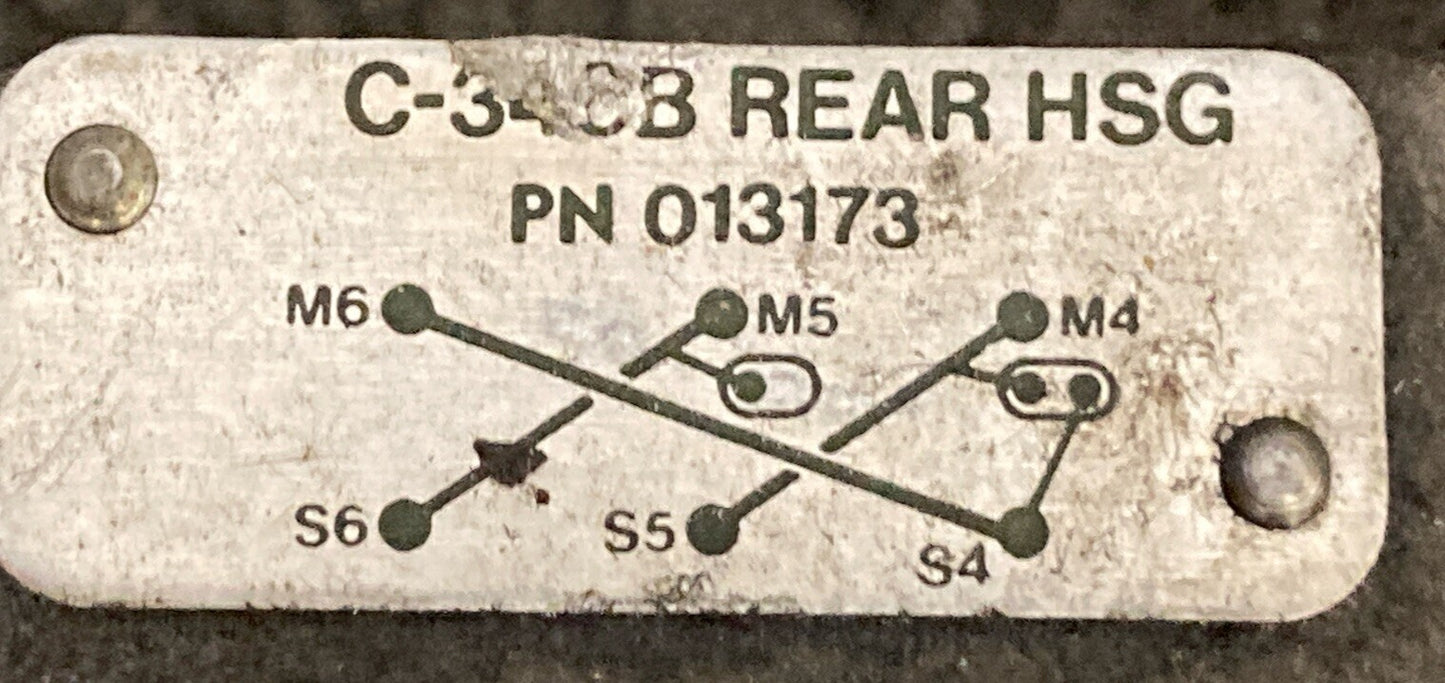 REAR HSG
PN 013173
M6 M5 M4
S6 S5 S4